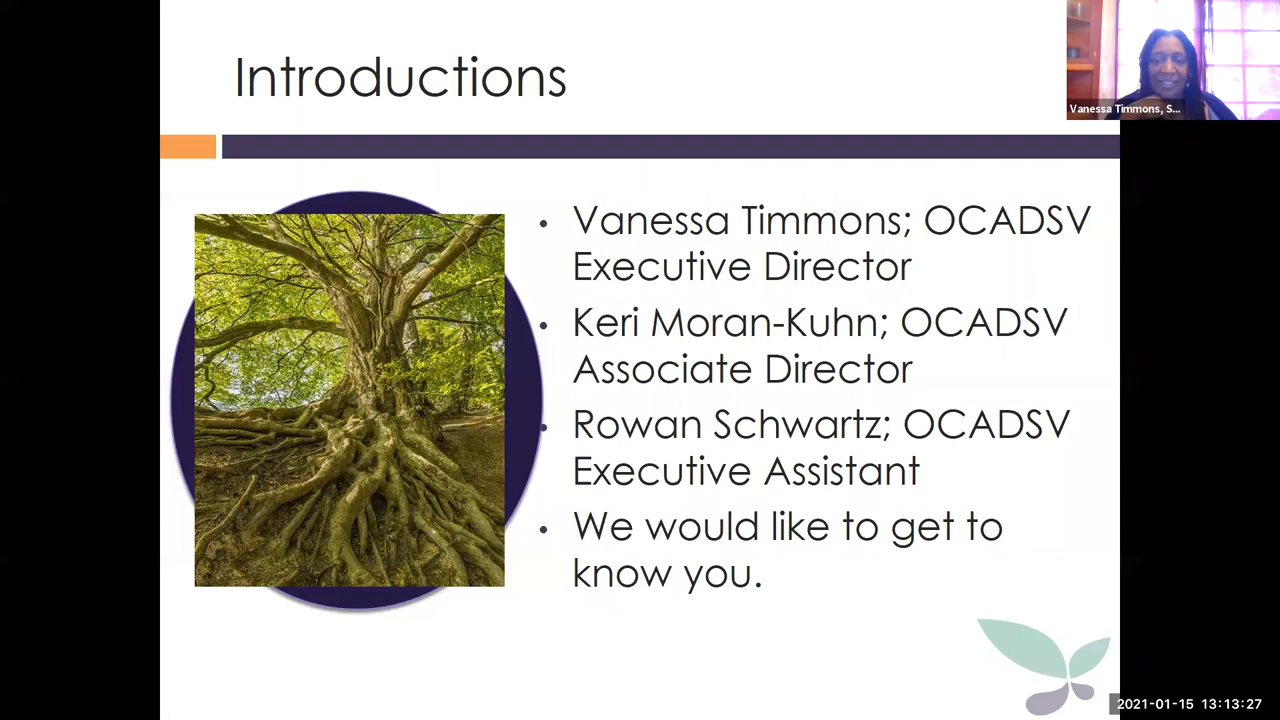 Introductions
Vanessa Timmons, S...
• Vanessa Timmons; OCADSV
Executive Director
• Keri Moran-Kuhn; OCADSV
Associate Director
• Rowan Schwartz; OCADSV
Executive Assistant
• We would like to get to
know you.
2021-01-15 13:13:27